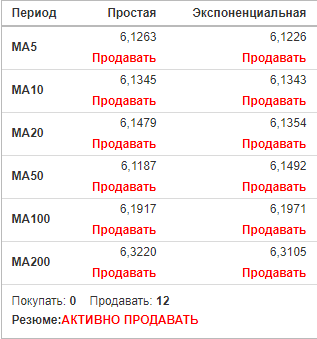 Период Простая Экспоненциальная
MA5 6,1263 6,1226
Продавать Продавать
MA10 6,1345 6,1343
Продавать Продавать
MA20 6,1479 6,1354
Продавать Продавать
MA50 6,1187 6,1492
Продавать Продавать
MA100 6,1917 6,1971
Продавать Продавать
MA200 6,3220 6,3105
Продавать Продавать
Покупать: 0 Продавать: 12
Резюме:АКТИВНО ПРОДАВАТЬ